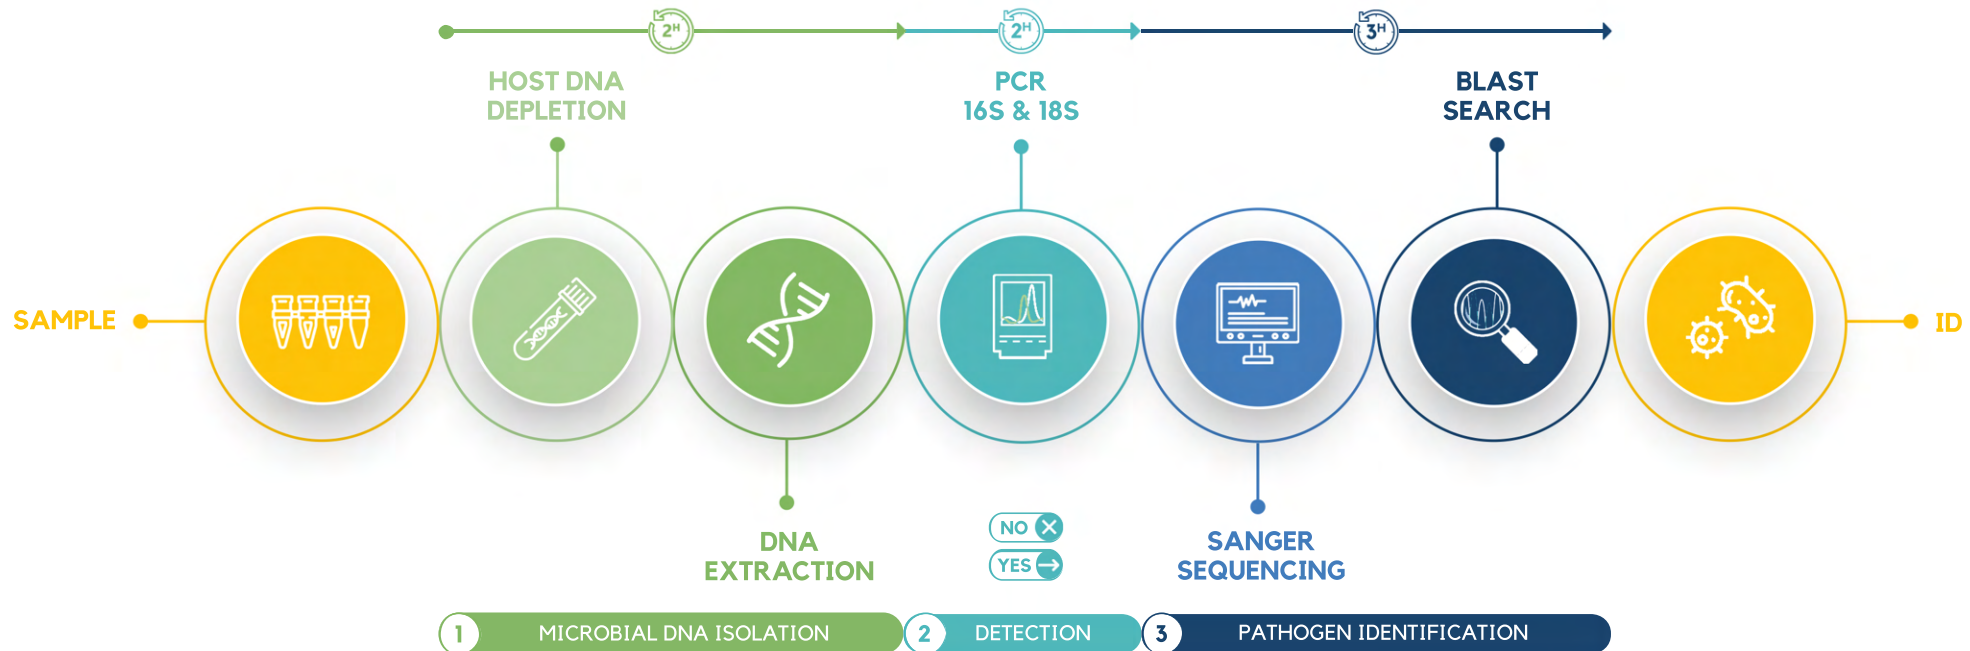 2H
2H
3H
HOST DNA
DEPLETION
PCR
16S & 18S
BLAST
SEARCH
SAMPLE
ID
DNA
EXTRACTION
NO
YES
SANGER
SEQUENCING
1 MICROBIAL DNA ISOLATION
2 DETECTION
3 PATHOGEN IDENTIFICATION